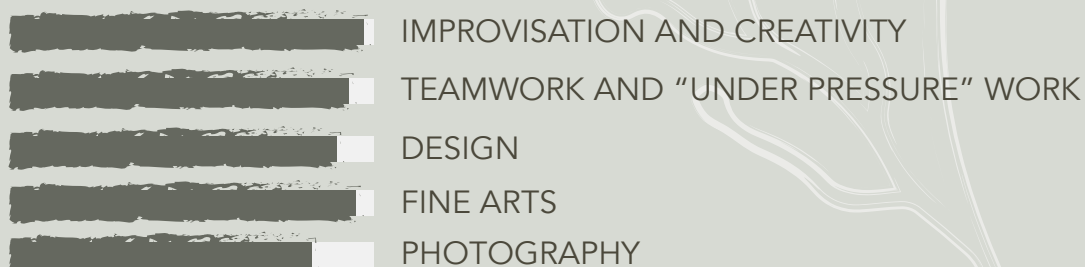 IMPROVISATION AND CREATIVITY
TEAMWORK AND “UNDER PRESSURE” WORK
DESIGN
FINE ARTS
PHOTOGRAPHY